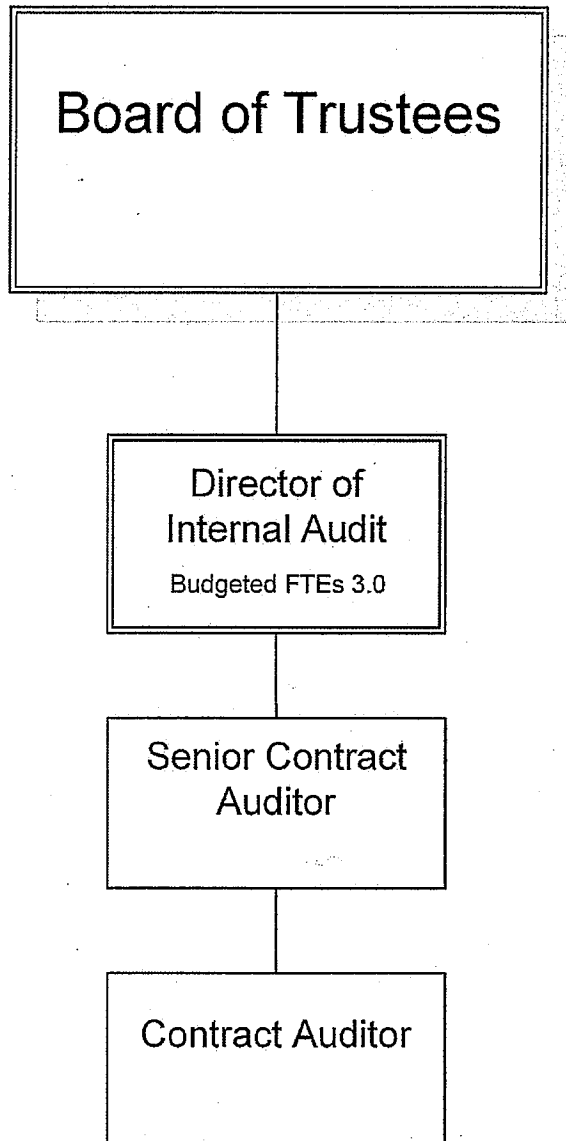 Board of Trustees
Director of
Internal Audit
Budgeted FTEs 3.0
Senior Contract
Auditor
Contract Auditor